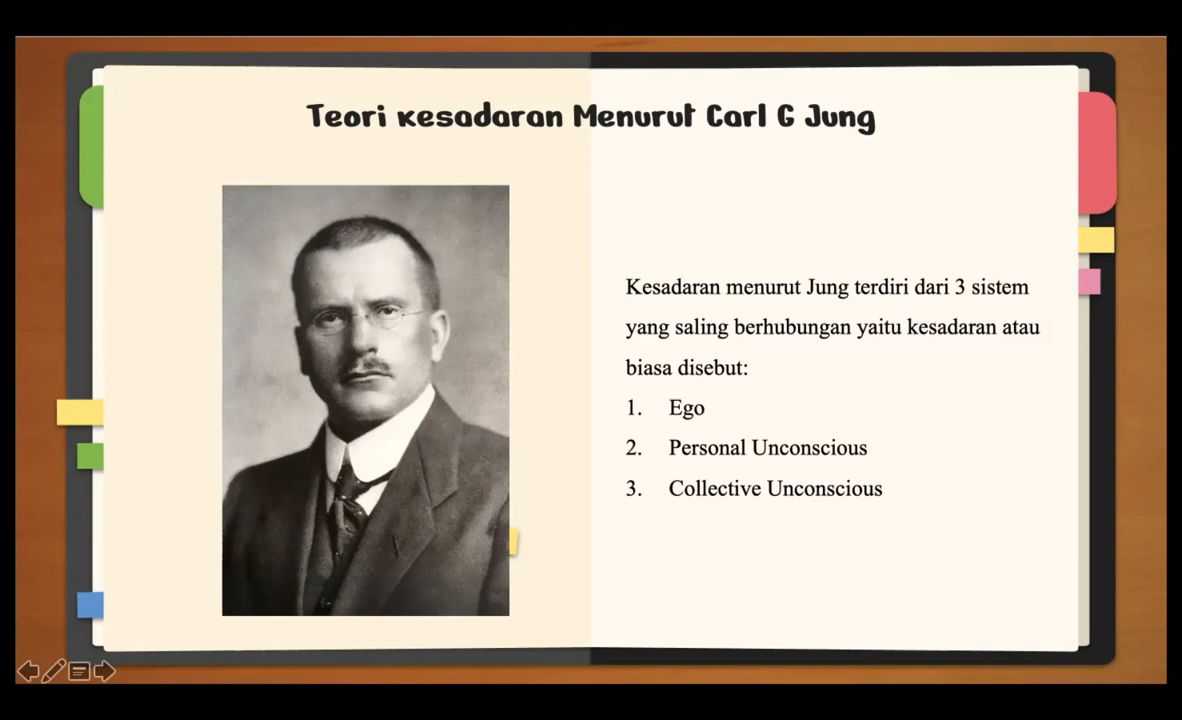 Teori kesadaran Menurut Carl G Jung
Kesadaran menurut Jung terdiri dari 3 sistem
yang saling berhubungan yaitu kesadaran atau
biasa disebut:
1. Ego
2. Personal Unconscious
3. Collective Unconscious